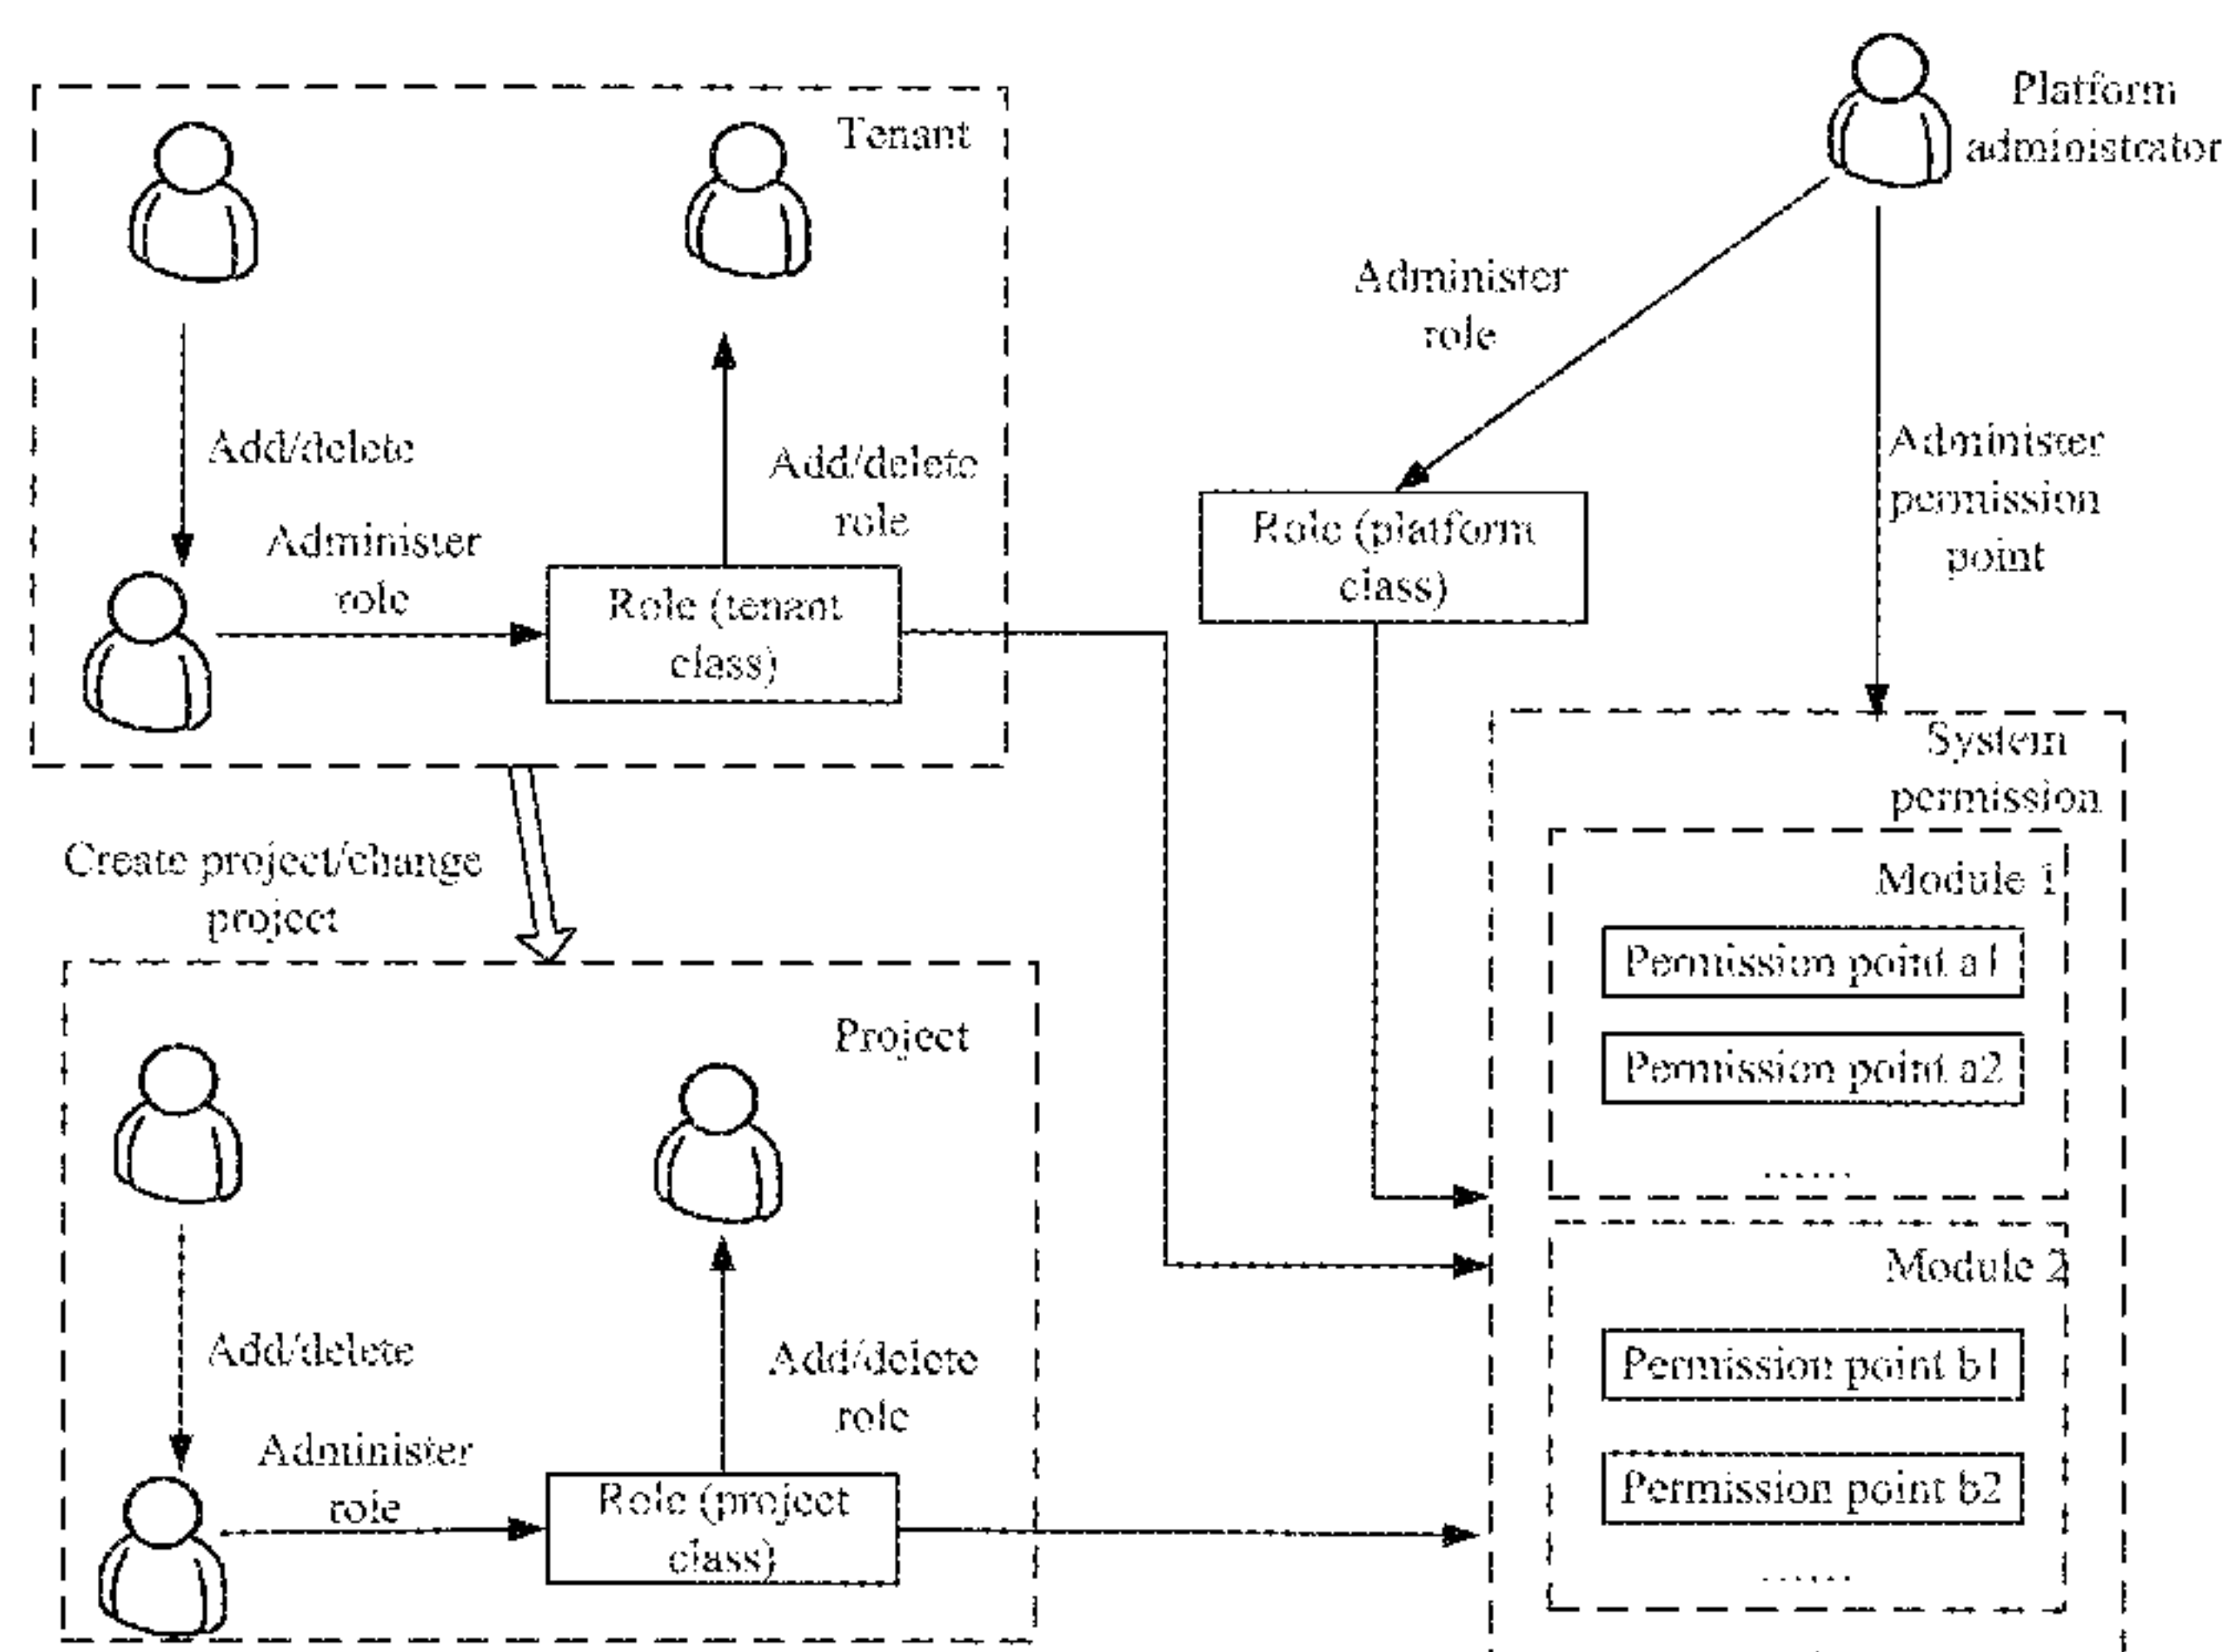 Tenant
Add/delete
Administer
role
Add/delete
role
Role (tenant
class)
Platform
administrator
Administer
role
Administer
permission
point
Role (platform
class)
Create project/change
project
Project
Add/delete
Administer
role
Add/delete
role
Role (project
class)
System
permission
Module 1
Permission point a1
Permission point a2
......
Module 2
Permission point b1
Permission point b2
......